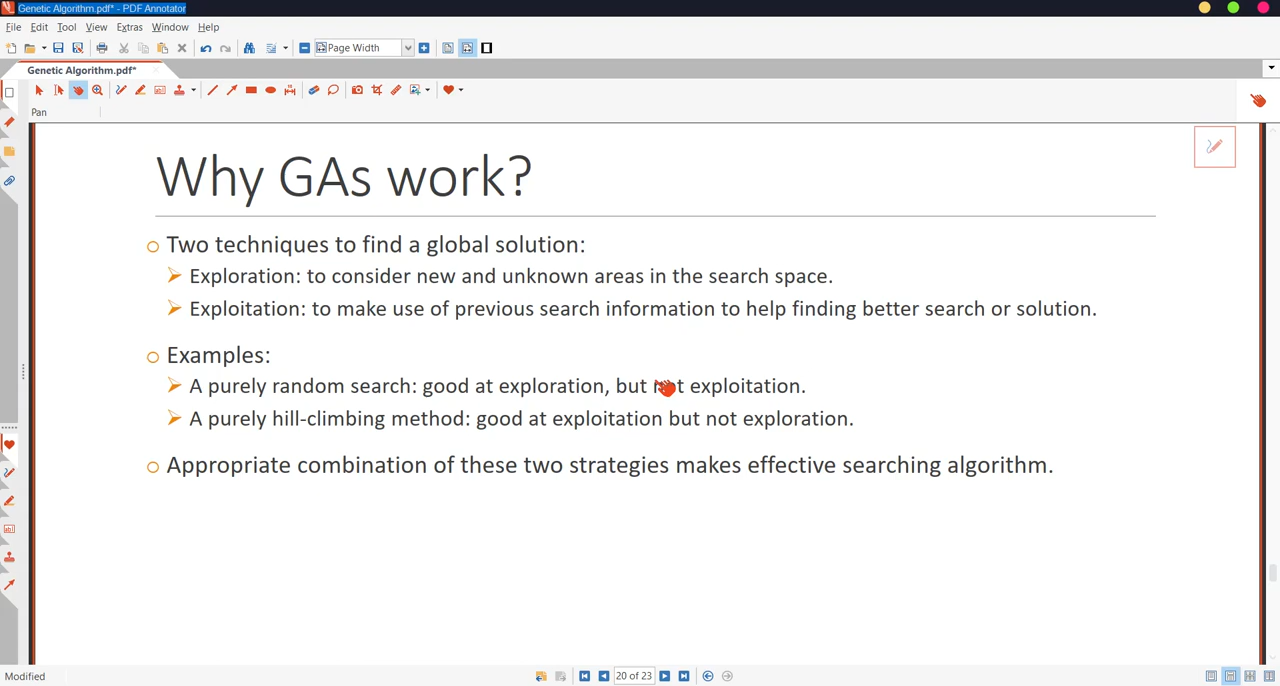 Genetic Algorithm.pdf* - PDF Annotator
File Edit Tool View Extras Window Help
Page Width
Genetic Algorithm.pdf*
Pan
Why GAs work?
Two techniques to find a global solution:
Exploration: to consider new and unknown areas in the search space.
Exploitation: to make use of previous search information to help finding better search or solution.
Examples:
A purely random search: good at exploration, but not exploitation.
A purely hill-climbing method: good at exploitation but not exploration.
Appropriate combination of these two strategies makes effective searching algorithm.
Modified
20 of 23